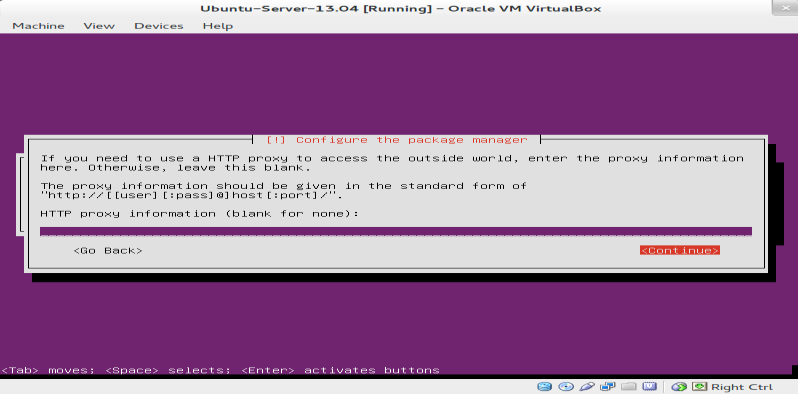 Ubuntu-Server-13.04 [Running] - Oracle VM VirtualBox
Machine View Devices Help
[!] Configure the package manager
If you need to use a HTTP proxy to access the outside world, enter the proxy information
here. Otherwise, leave this blank.
The proxy information should be given in the standard form of
"http://[[user][:pass]@]host[:port]/".
HTTP proxy information (blank for none):
<Go Back> <Continue>
<Tab> moves; <Space> selects; <Enter> activates buttons
Right Ctrl